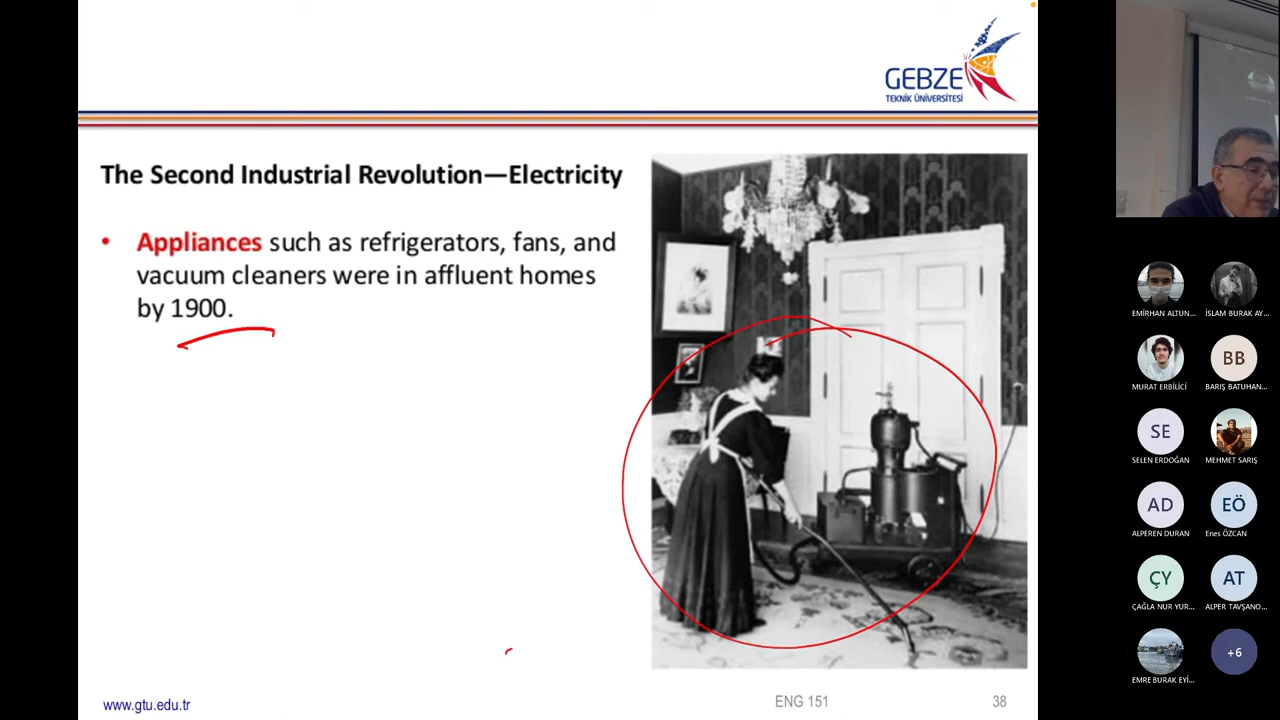 GEBZE
TEKNİK ÜNİVERSİTESİ
The Second Industrial Revolution—Electricity
• Appliances such as refrigerators, fans, and
vacuum cleaners were in affluent homes
by 1900.
www.gtu.edu.tr
ENG 151
38
EMİRHAN ALTUN...
İSLAM BURAK AY...
MURAT ERBİLİCİ
BB
BARIŞ BATUHAN...
SE
SELEN ERDOĞAN
MEHMET SARIŞ
AD
ALPEREN DURAN
EÖ
Enes ÖZCAN
ÇY
ÇAĞLA NUR YUR...
AT
ALPER TAVŞANO...
EMRE BURAK EYİ...
+6